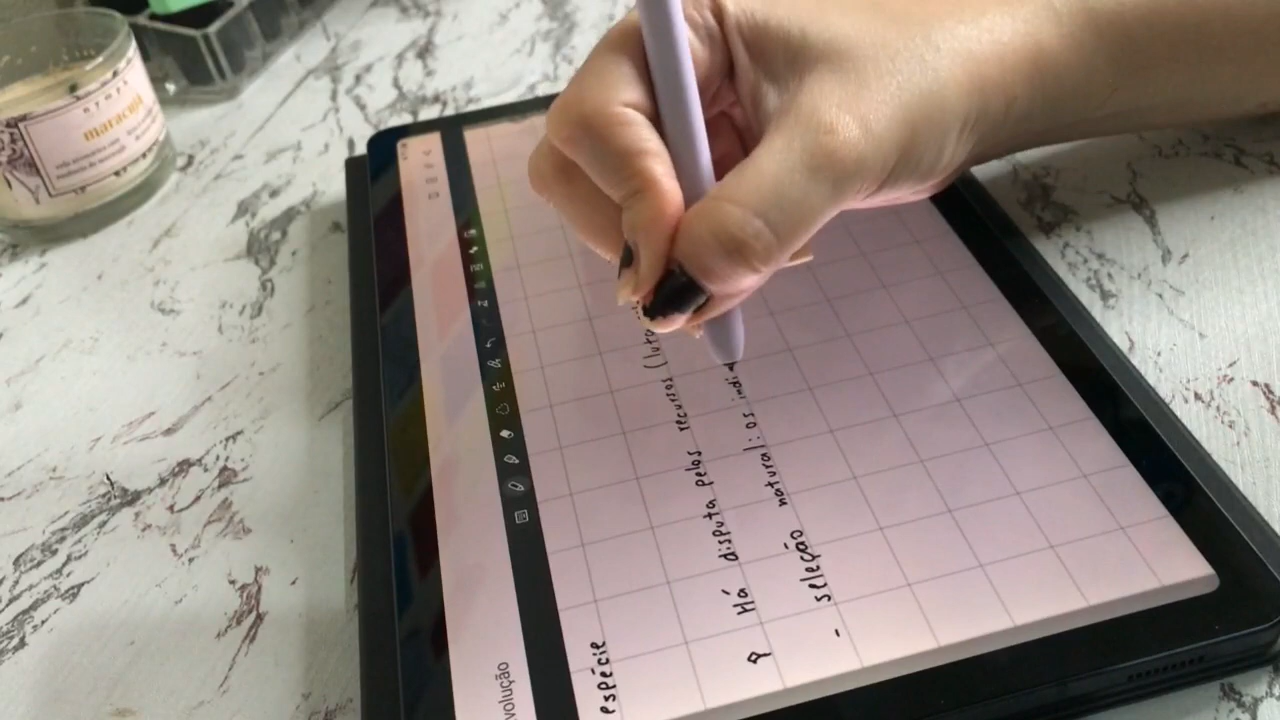 maracujá
volução
espécie
Há disputa pelos recursos (luta
- seleção natural: os indi